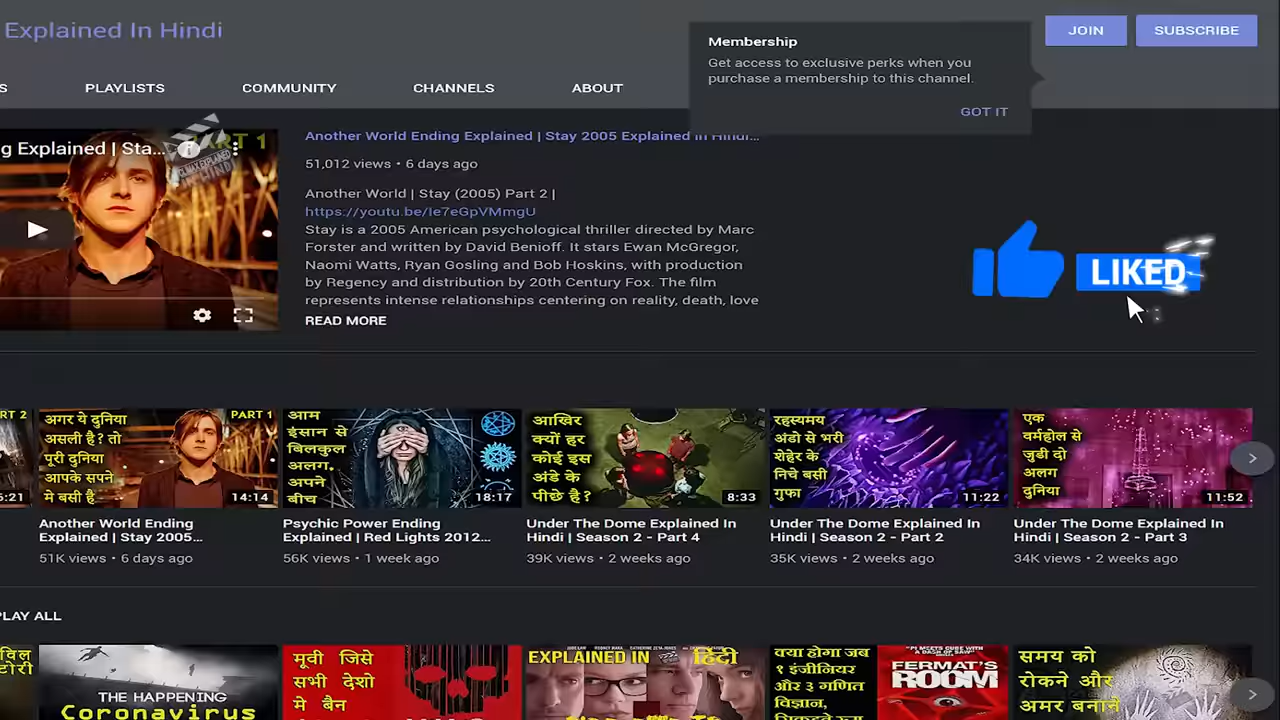 Explained In Hindi
Membership
Get access to exclusive perks when you
purchase a membership to this channel.
GOT IT
JOIN
SUBSCRIBE
S
PLAYLISTS
COMMUNITY
CHANNELS
ABOUT
g Explained | Sta...
PART 1
Another World Ending Explained | Stay 2005 Explained in Hindi...
51,012 views • 6 days ago
Another World | Stay (2005) Part 2 |
https://youtu.be/Ie7eGpVMmgU
Stay is a 2005 American psychological thriller directed by Marc
Forster and written by David Benioff. It stars Ewan McGregor,
Naomi Watts, Ryan Gosling and Bob Hoskins, with production
by Regency and distribution by 20th Century Fox. The film
represents intense relationships centering on reality, death, love
READ MORE
LIKED
RT 2
5:21
अगर ये दुनिया
असली है? तो
पूरी दुनिया
आपके सपने
मे बसी है
PART 1
14:14
Another World Ending
Explained | Stay 2005...
51K views • 6 days ago
आम
इंसान से
बिलकुल
अलग.
अपने
बीच
18:17
Psychic Power Ending
Explained | Red Lights 2012...
56K views • 1 week ago
आखिर
क्यों हर
कोई इस
अंडे के
पीछे है?
8:33
Under The Dome Explained In
Hindi | Season 2 - Part 4
39K views • 2 weeks ago
रहस्यमय
अंडो से भरी
शेहेर के
निचे बसी
गुफा
11:22
Under The Dome Explained In
Hindi | Season 2 - Part 2
35K views • 2 weeks ago
एक
वर्महोल से
जुडी दो
अलग
दुनिया
11:52
Under The Dome Explained In
Hindi | Season 2 - Part 3
34K views • 2 weeks ago
PLAY ALL
THE HAPPENING
Coronavirus
मूवी जिसे
सभी देशो
मे बैन
EXPLAINED IN हिंदी
क्या होगा जब
१ इंजीनियर
और ३ गणित
विज्ञान,
FERMAT'S
ROOM
समय को
रोकने और
अमर बनाने